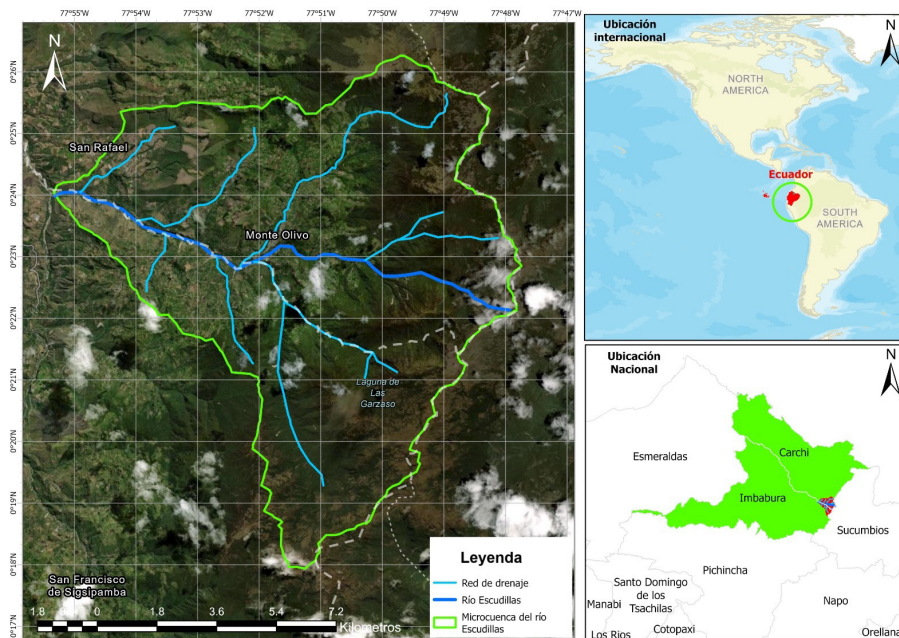 77°55'W 77°54'W 77°53'W 77°52'W 77°51'W 77°50'W 77°49'W 77°48'W 77°47'W
N
0°26'N
0°25'N
0°24'N
0°23'N
0°22'N
0°21'N
0°20'N
0°19'N
0°18'N
0°17'N
San Rafael
Monte Olivo
Laguna de
Las
Garzaso
San Francisco
de Sigsipamba
1.8 0 1.8 3.6 5.4 7.2
Kilometros
Leyenda
Red de drenaje
Río Escudillas
Microcuenca del río
Escudillas
Ubicación
internacional
N
NORTH
AMERICA
Ecuador
SOUTH
AMERICA
Ubicación
Nacional
N
Esmeraldas
Carchi
Imbabura
Sucumbios
Pichincha
Santo Domingo
de los
Tsachilas
Manabi
Napo
Cotopaxi
Los Rios
Orellana